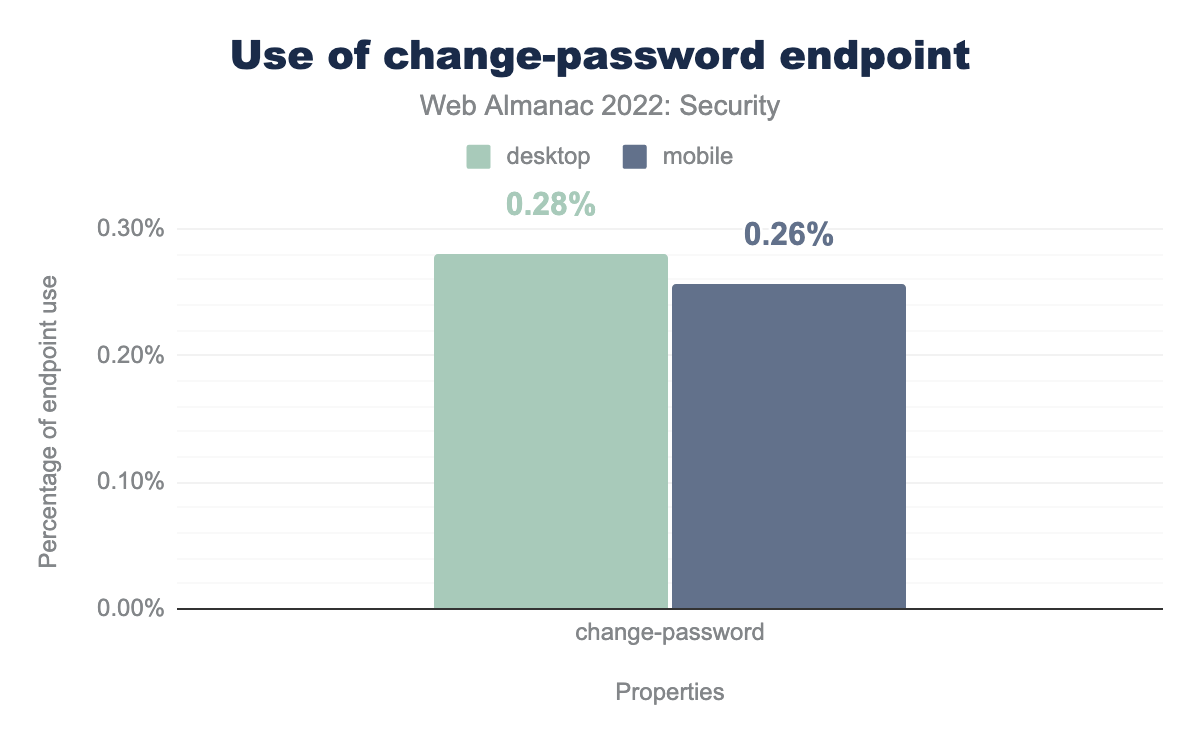 Use of change-password endpoint
Web Almanac 2022: Security
desktop mobile
0.28%
0.26%
0.30%
0.20%
0.10%
0.00%
Percentage of endpoint use
change-password
Properties